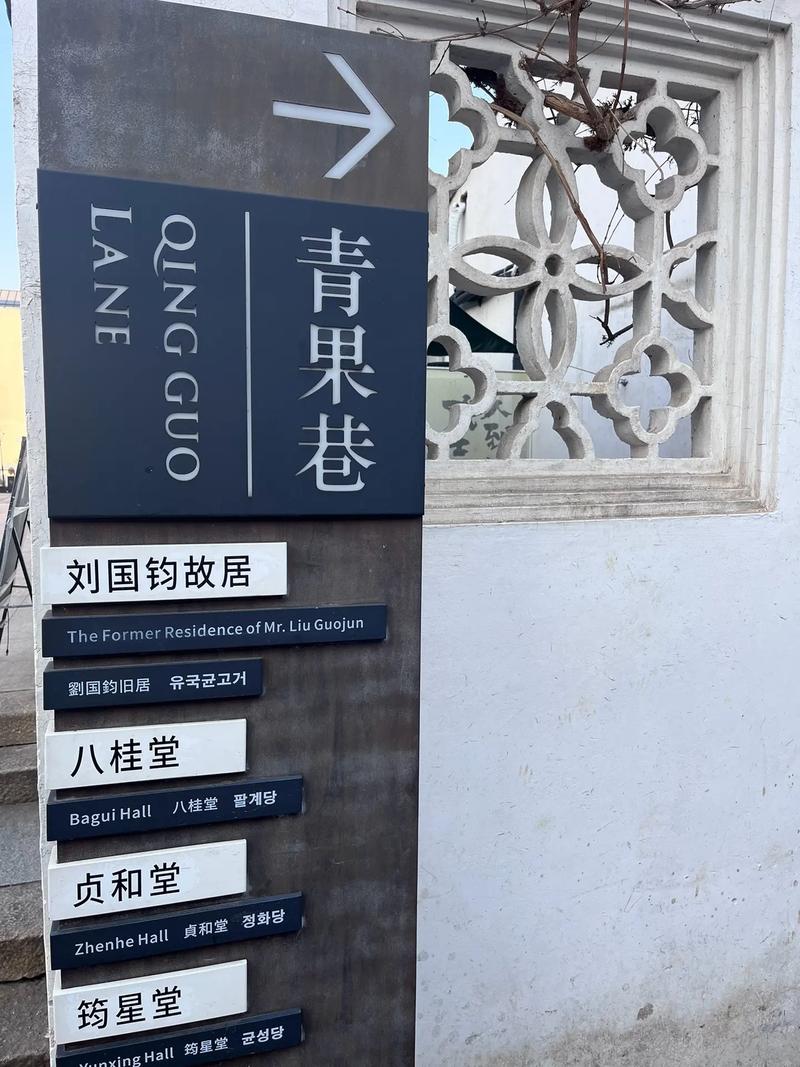 青果巷
QING GUO
LANE
刘国钧故居
The Former Residence of Mr. Liu Guojun
劉国鈞旧居 유국균고거
八桂堂
Bagui Hall 八桂堂 팔계당
贞和堂
Zhenhe Hall 貞和堂 정화당
筠星堂
Yunxing Hall 筠星堂 균성당